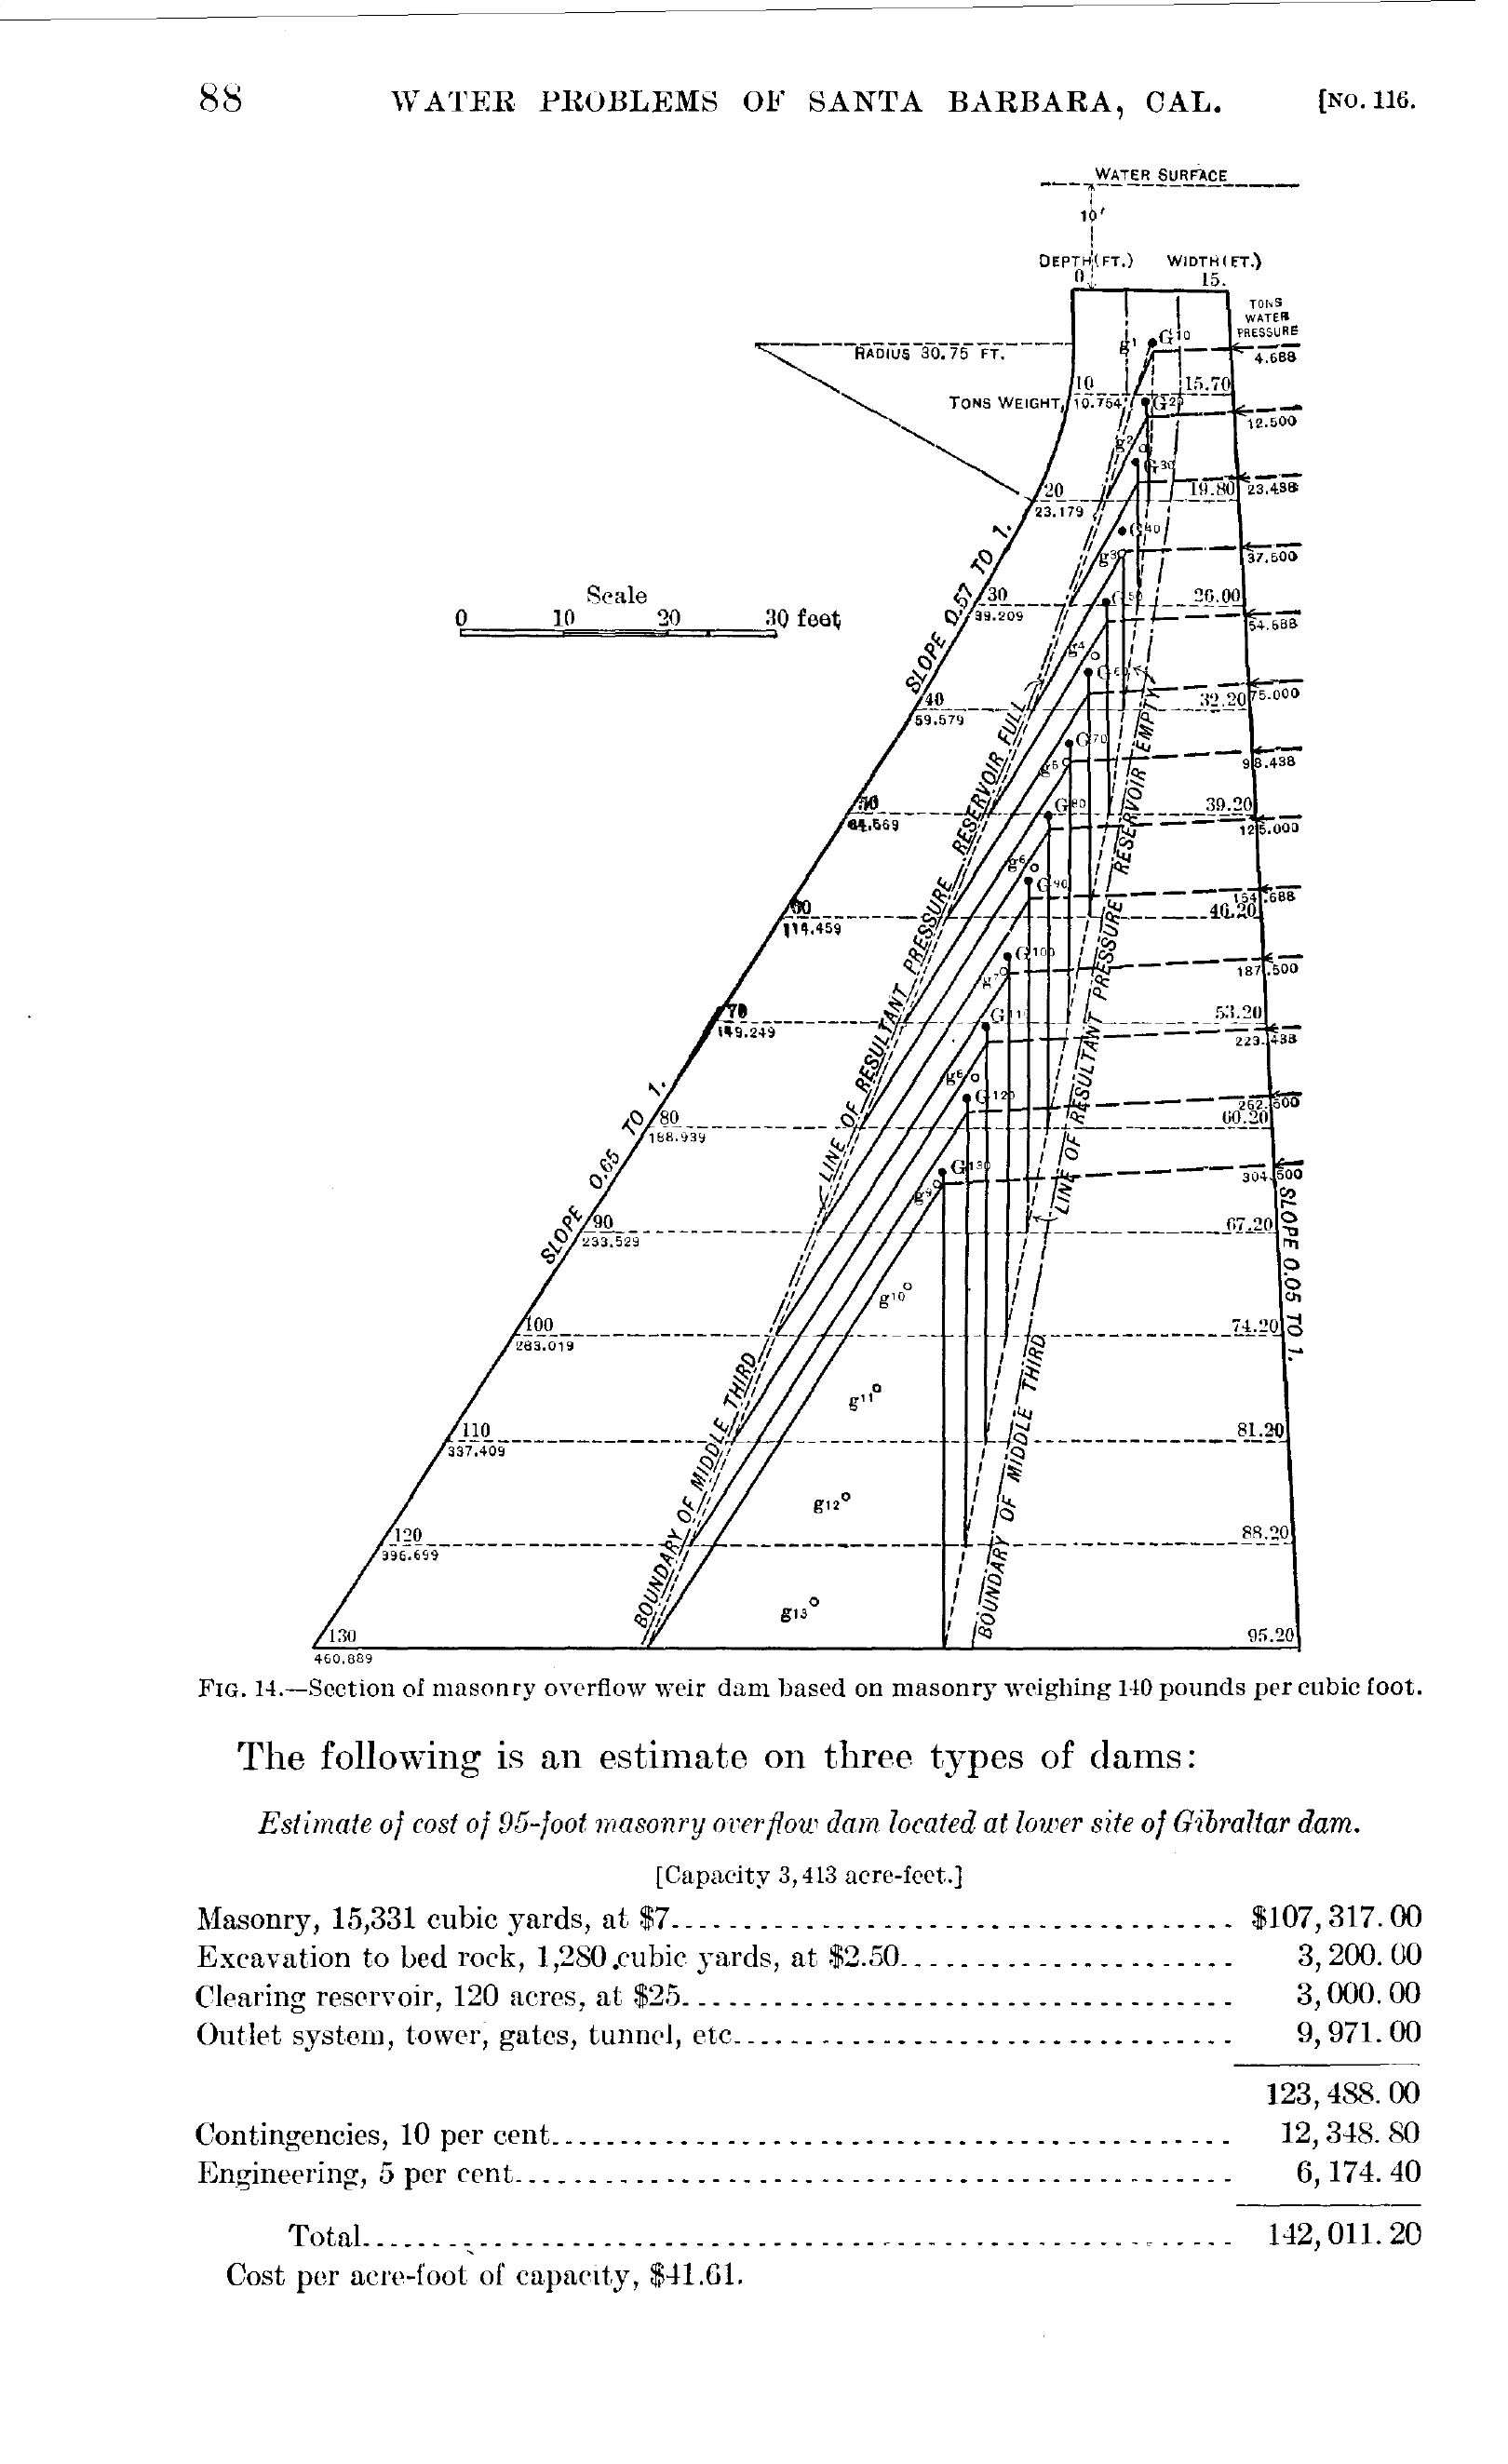 88 WATER PROBLEMS OF SANTA BARBARA, CAL. [NO. 116.
WATER SURFACE
10'
DEPTH (FT.) WIDTH (FT.)
0 15.
TONS
WATER
PRESSURE
g1 G10
RADIUS 30.75 FT.
4.688
10 15.70
TONS WEIGHT, 10.754 G20
12.500
g2
G30
20 19.80 23.438
23.179
G40
g3 37.500
SLOPE 0.57 TO 1.
Scale
0 10 20 30 feet
30 G50 26.00
39.209
54.688
g4
G60
40 32.20 75.000
59.579
G70
g5 98.438
50 G80 39.20
84.569
125.000
g6
G90
154.688
60 46.20
114.459
G100
g7 187.500
70 G11 53.20
149.249
223.438
g8
G120 262.500
80 60.20
188.939
G130
304.500
g9
SLOPE 0.65 TO 1.
90 67.20
233.529
SLOPE 0.05 TO 1.
g10
100 74.20
283.019
g11
110 81.20
337.409
g12
120 88.20
396.699
g13
130 95.20
460.889
LINE OF RESULTANT PRESSURE RESERVOIR FULL
LINE OF RESULTANT PRESSURE RESERVOIR EMPTY
BOUNDARY OF MIDDLE THIRD
BOUNDARY OF MIDDLE THIRD
FIG. 14.—Section of masonry overflow weir dam based on masonry weighing 140 pounds per cubic foot.
The following is an estimate on three types of dams:
Estimate of cost of 95-foot masonry overflow dam located at lower site of Gibraltar dam.
[Capacity 3,413 acre-feet.]
Masonry, 15,331 cubic yards, at $7 $107,317.00
Excavation to bed rock, 1,280 cubic yards, at $2.50 3,200.00
Clearing reservoir, 120 acres, at $25 3,000.00
Outlet system, tower, gates, tunnel, etc 9,971.00
123,488.00
Contingencies, 10 per cent 12,348.80
Engineering, 5 per cent 6,174.40
Total 142,011.20
Cost per acre-foot of capacity, $41.61.